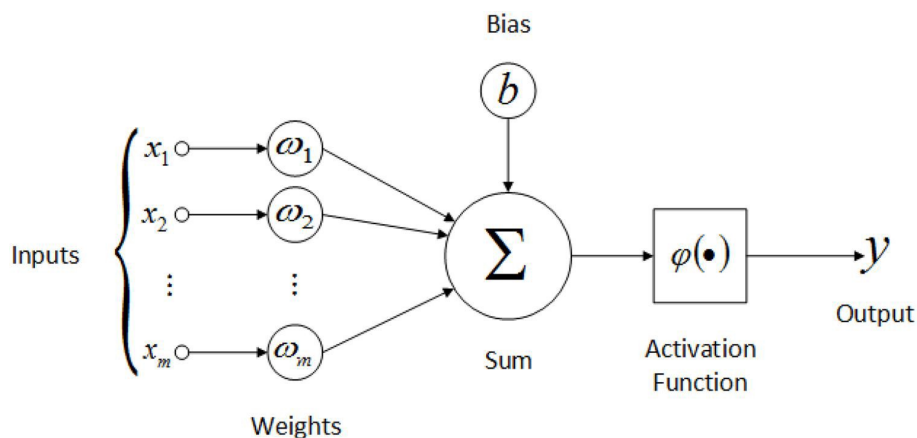 Bias
b
x₁ ω₁
x₂ ω₂
Inputs
⋮ ⋮
Σ
φ(•)
y
Output
xₘ ωₘ
Sum
Activation
Function
Weights